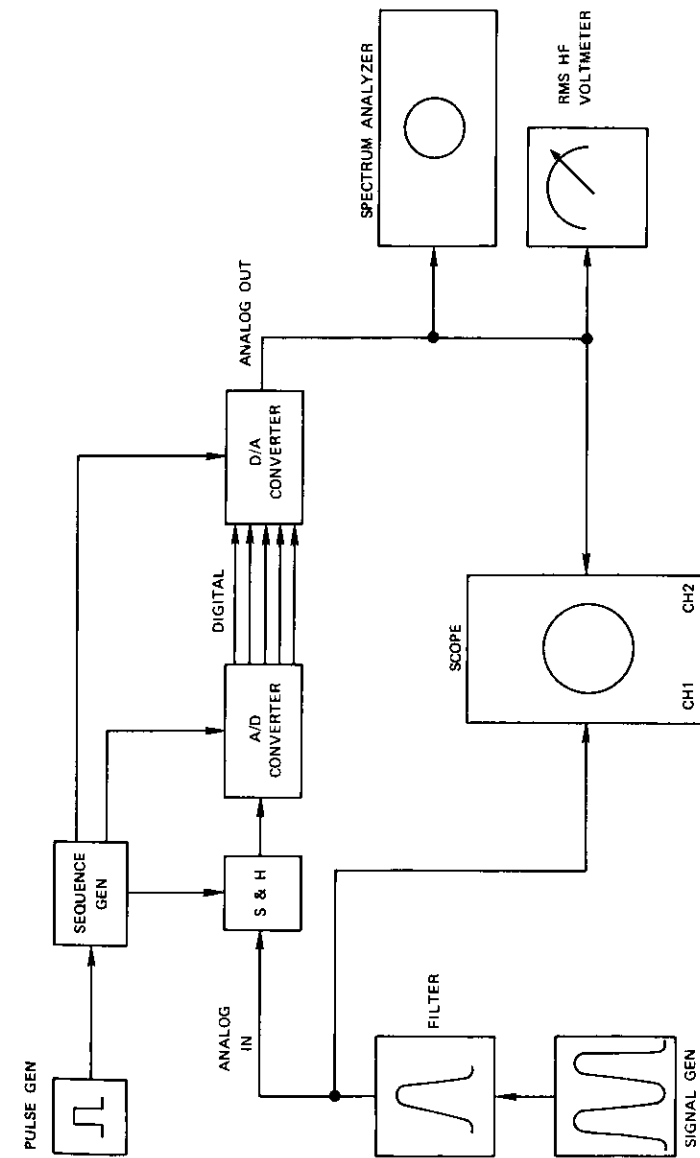 PULSE GEN
SEQUENCE
GEN
ANALOG
IN
S & H
A/D
CONVERTER
DIGITAL
D/A
CONVERTER
ANALOG OUT
SPECTRUM ANALYZER
RMS HF
VOLTMETER
SCOPE
CH1
CH2
FILTER
SIGNAL GEN